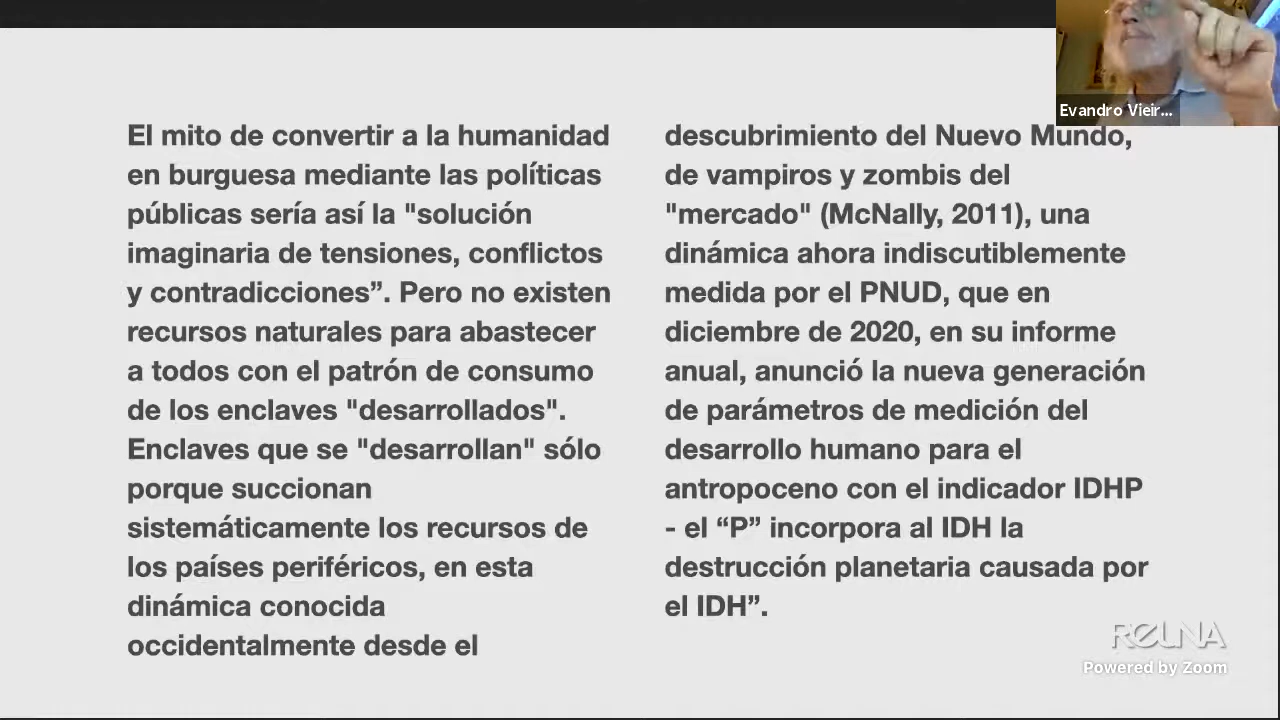 El mito de convertir a la humanidad
en burguesa mediante las políticas
públicas sería así la "solución
imaginaria de tensiones, conflictos
y contradicciones”. Pero no existen
recursos naturales para abastecer
a todos con el patrón de consumo
de los enclaves "desarrollados".
Enclaves que se "desarrollan" sólo
porque succionan
sistemáticamente los recursos de
los países periféricos, en esta
dinámica conocida
occidentalmente desde el
descubrimiento del Nuevo Mundo,
de vampiros y zombis del
"mercado" (McNally, 2011), una
dinámica ahora indiscutiblemente
medida por el PNUD, que en
diciembre de 2020, en su informe
anual, anunció la nueva generación
de parámetros de medición del
desarrollo humano para el
antropoceno con el indicador IDHP
- el “P” incorpora al IDH la
destrucción planetaria causada por
el IDH”.
Evandro Vieir...
REUNA
Powered by Zoom